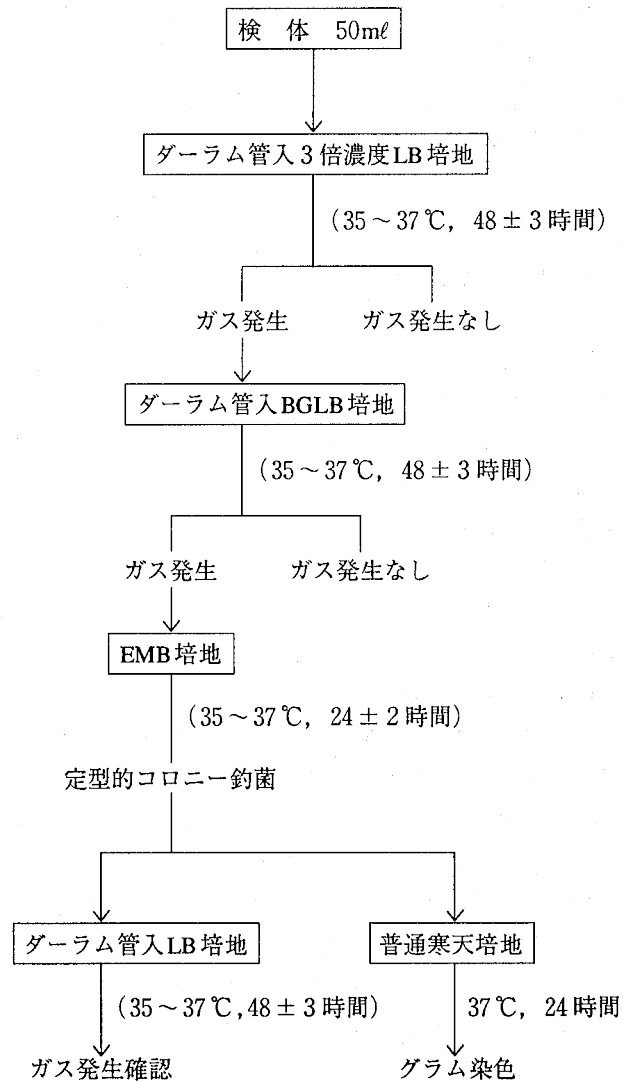 検 体 50mℓ
ダーラム管入3倍濃度LB培地
(35～37℃, 48±3時間)
ガス発生 ガス発生なし
ダーラム管入BGLB培地
(35～37℃, 48±3時間)
ガス発生 ガス発生なし
EMB培地
(35～37℃, 24±2時間)
定型的コロニー釣菌
ダーラム管入LB培地 普通寒天培地
(35～37℃,48±3時間) 37℃, 24時間
ガス発生確認 グラム染色